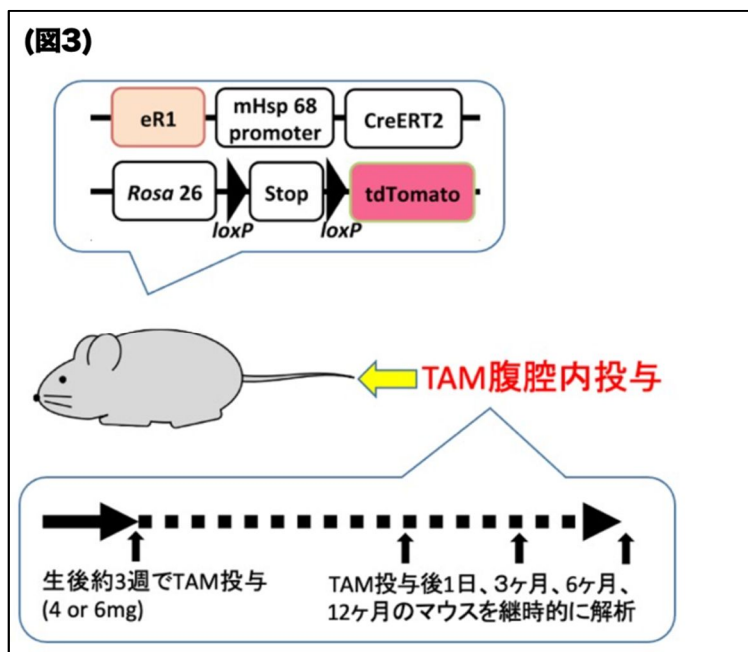 (図3)
eR1
mHsp 68
promoter
CreERT2
Rosa 26
Stop
tdTomato
loxP
loxP
TAM腹腔内投与
生後約3週でTAM投与
(4 or 6mg)
TAM投与後1日、3ヶ月、6ヶ月、
12ヶ月のマウスを継時的に解析